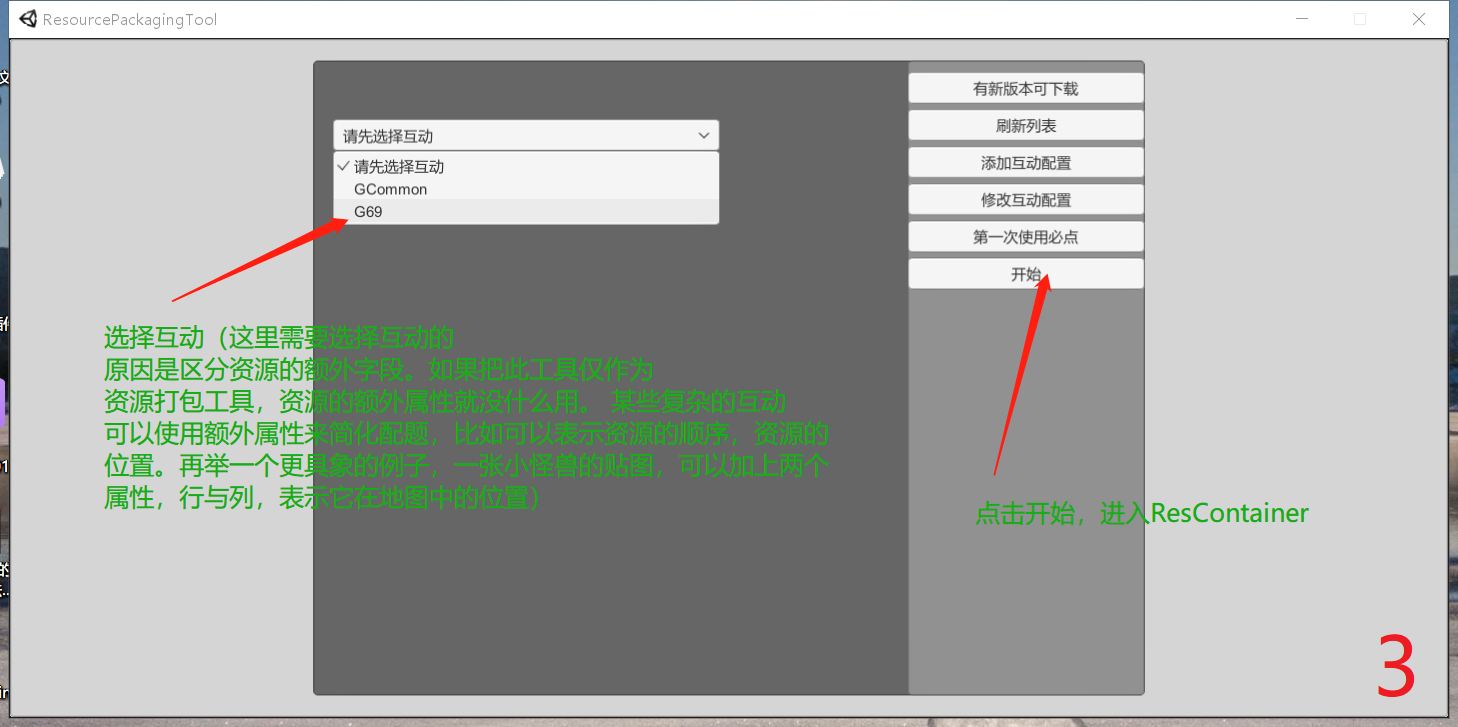 ResourcePackagingTool
有新版本可下载
请先选择互动
刷新列表
请先选择互动
添加互动配置
GCommon
修改互动配置
G69
第一次使用必点
开始
选择互动（这里需要选择互动的
原因是区分资源的额外字段。如果把此工具仅作为
资源打包工具，资源的额外属性就没什么用。 某些复杂的互动
可以使用额外属性来简化配题，比如可以表示资源的顺序，资源的
位置。再举一个更具象的例子，一张小怪兽的贴图，可以加上两个
属性，行与列，表示它在地图中的位置）
点击开始，进入ResContainer
3